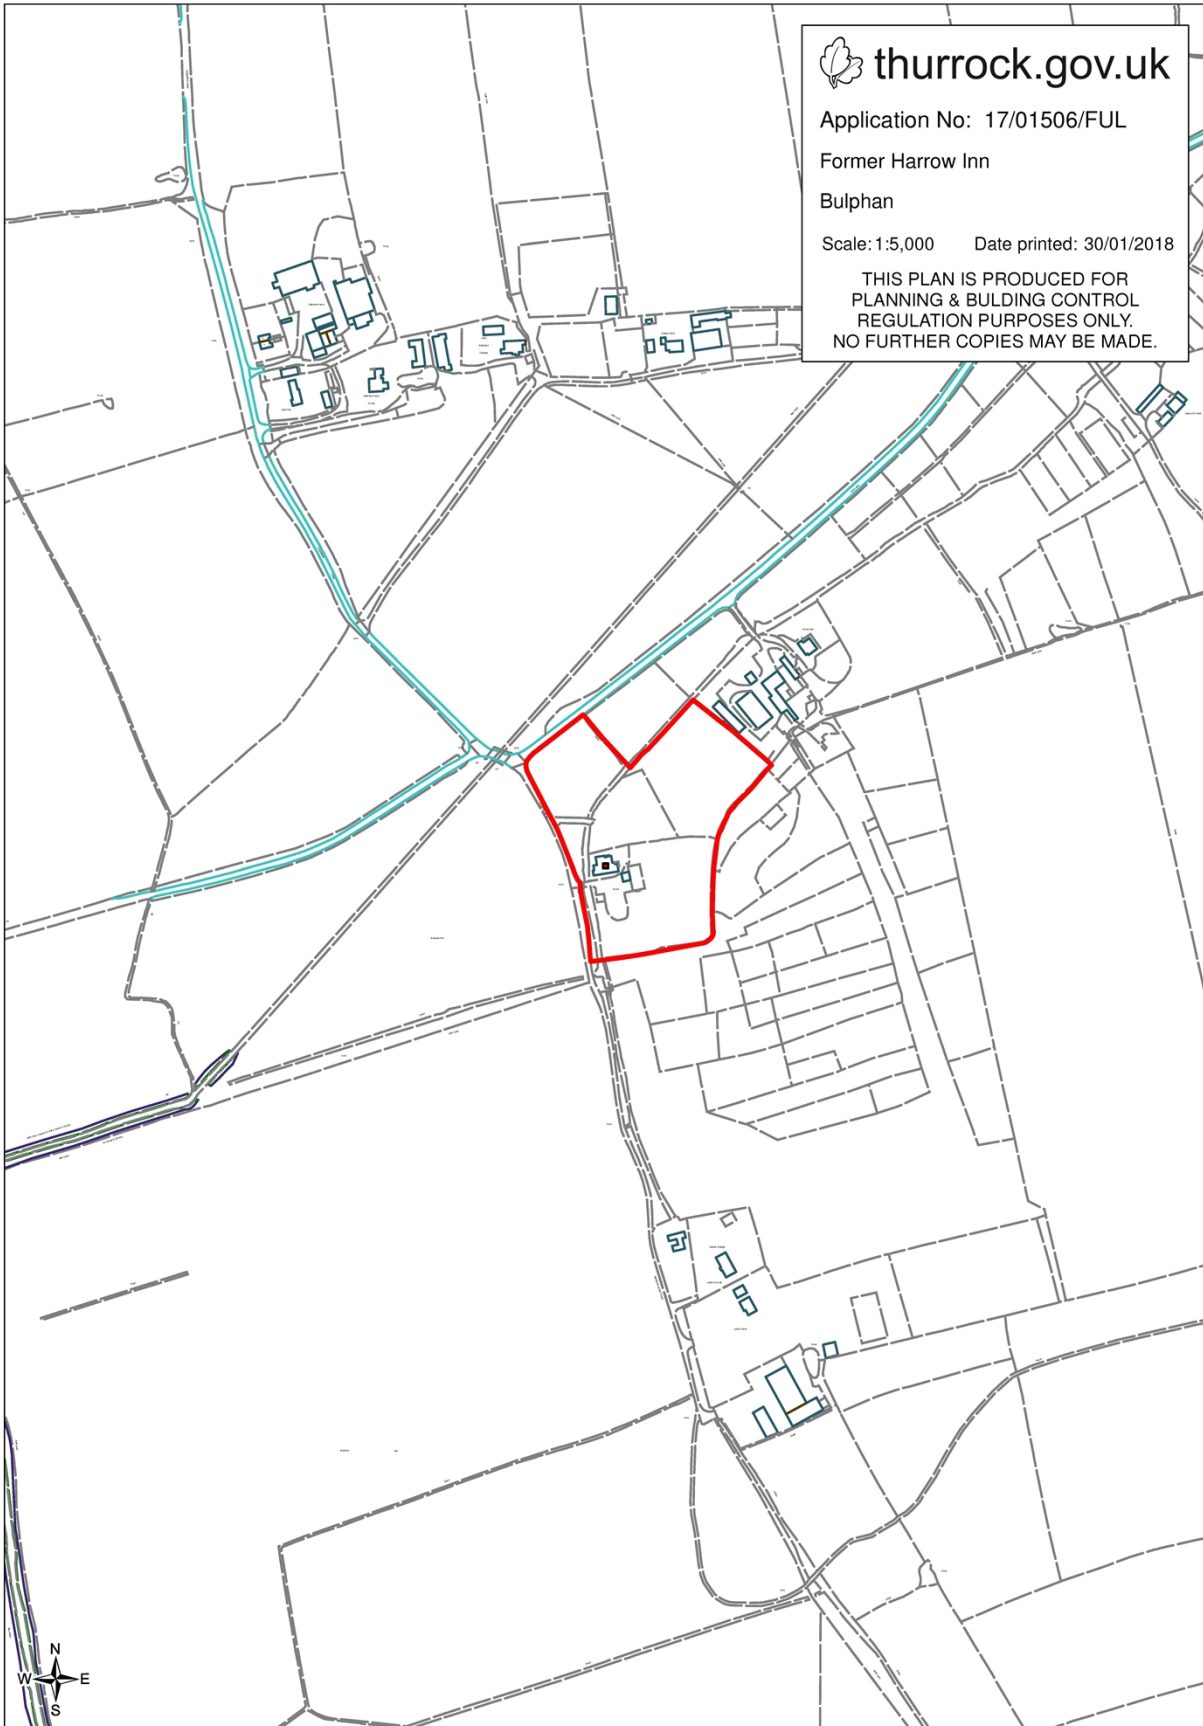 thurrock.gov.uk
Application No: 17/01506/FUL
Former Harrow Inn
Bulphan
Scale: 1:5,000 Date printed: 30/01/2018
THIS PLAN IS PRODUCED FOR
PLANNING & BULDING CONTROL
REGULATION PURPOSES ONLY.
NO FURTHER COPIES MAY BE MADE.
N
W E
S